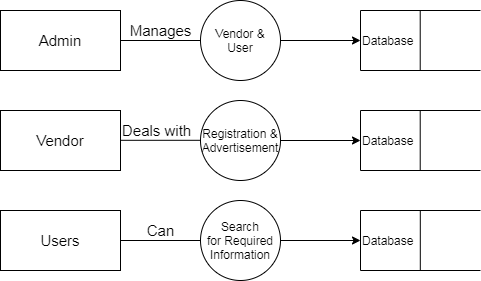 Admin
Manages
Vendor &
User
Database
Vendor
Deals with
Registration &
Advertisement
Database
Users
Can
Search
for Required
Information
Database